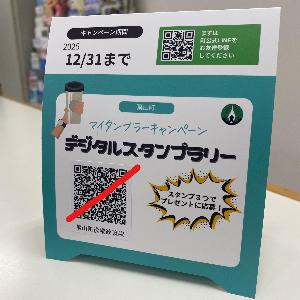 キャンペーン期間
2025
12/31まで
まずは
町公式LINEを
お友達登録
してください
マイタンブラーキャンペーン
デジタルスタンプラリー
スタンプ3つで
プレゼントに応募!